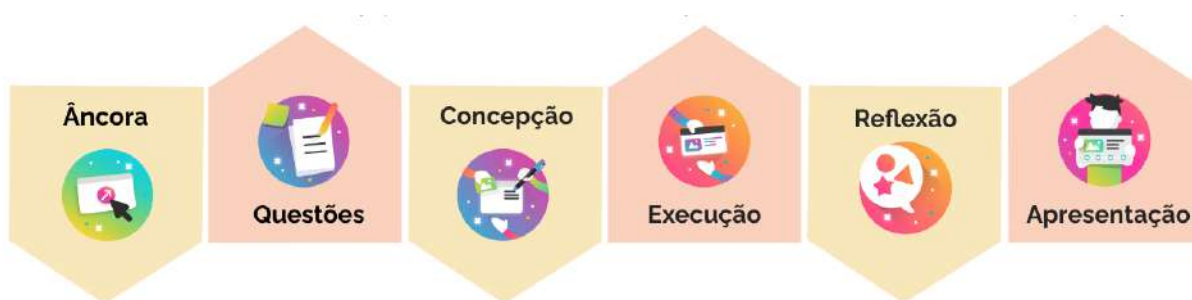 Âncora
Questões
Concepção
Execução
Reflexão
Apresentação